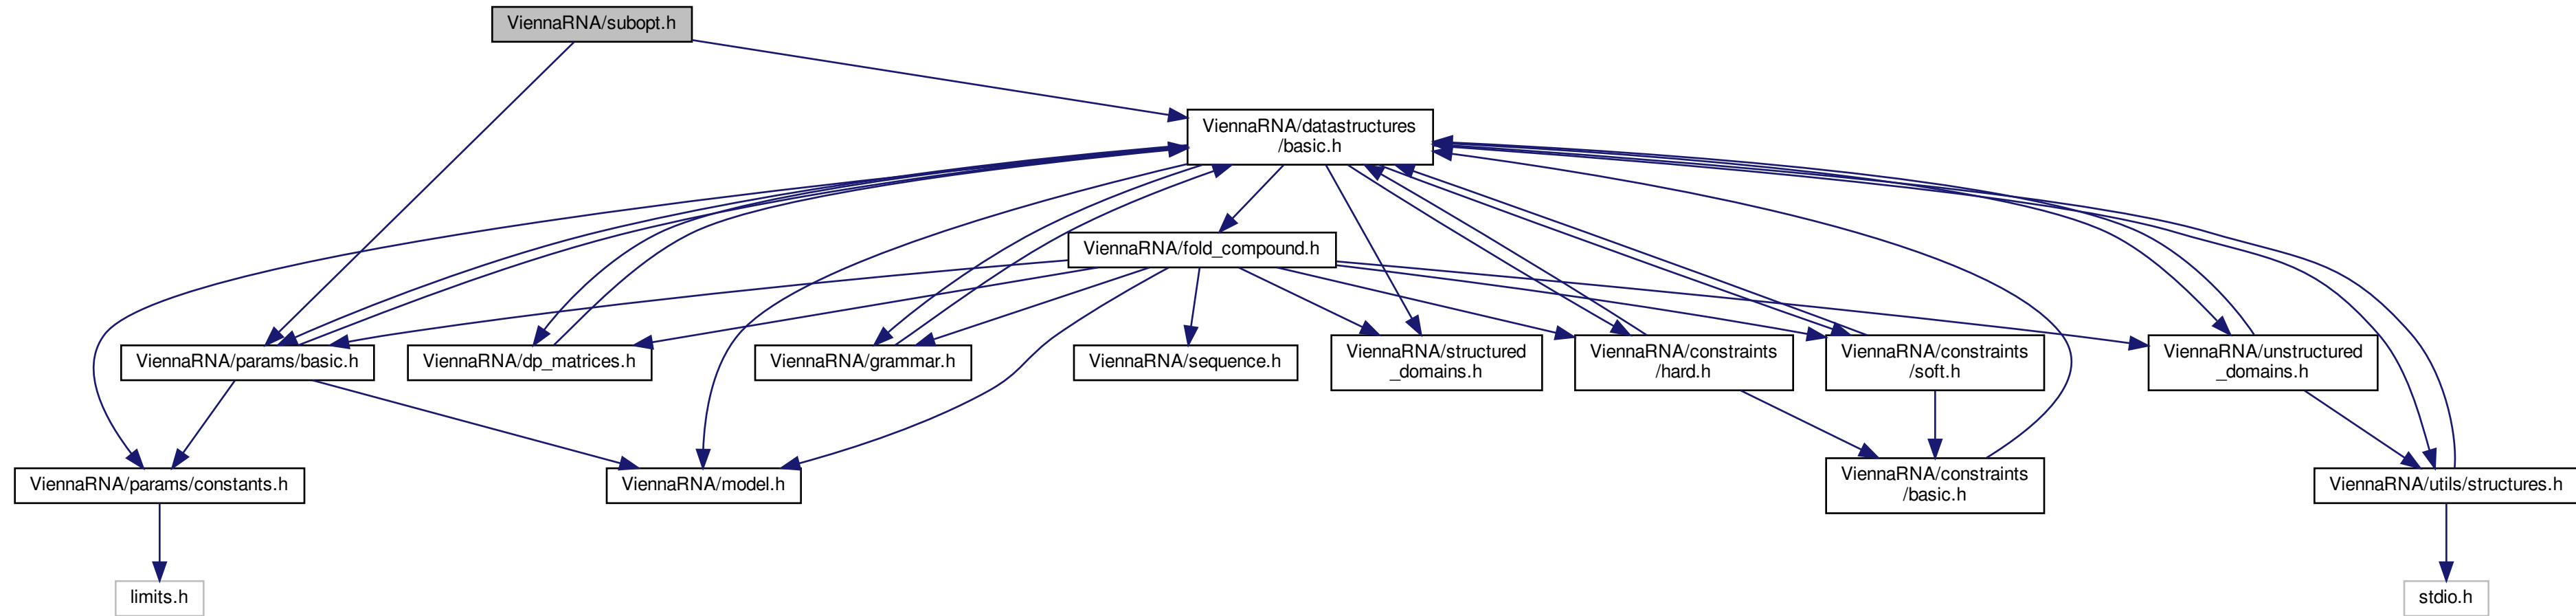 ViennaRNA/subopt.h
ViennaRNA/datastructures
/basic.h
ViennaRNA/fold_compound.h
ViennaRNA/params/basic.h
ViennaRNA/dp_matrices.h
ViennaRNA/grammar.h
ViennaRNA/sequence.h
ViennaRNA/structured
_domains.h
ViennaRNA/constraints
/hard.h
ViennaRNA/constraints
/soft.h
ViennaRNA/unstructured
_domains.h
ViennaRNA/params/constants.h
ViennaRNA/model.h
ViennaRNA/constraints
/basic.h
ViennaRNA/utils/structures.h
limits.h
stdio.h